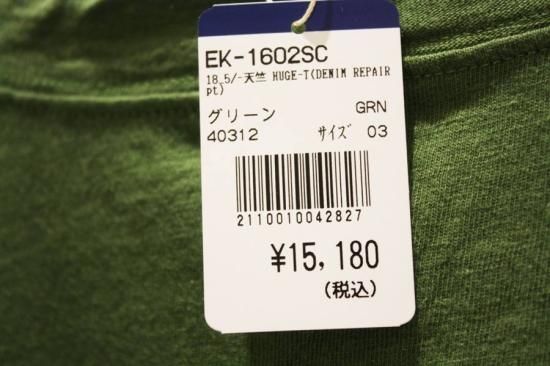 EK-1602SC
18.5/-天竺 HUGE-T(DENIM REPAIR
pt)
グリーン GRN
40312 サイズ 03
2110010042827
¥15,180
(税込)